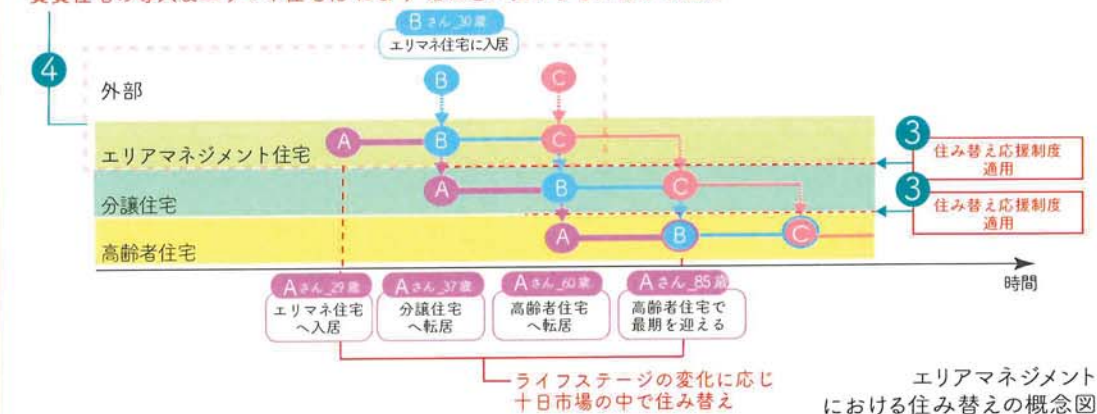 Bさん_30歳
エリマネ住宅に入居
4
外部
B
C
エリアマネジメント住宅
A
B
C
3
住み替え応援制度
適用
分譲住宅
A
B
C
3
住み替え応援制度
適用
高齢者住宅
A
B
C
時間
Aさん_29歳
エリマネ住宅
へ入居
Aさん_37歳
分譲住宅
へ転居
Aさん_60歳
高齢者住宅
へ転居
Aさん_85歳
高齢者住宅で
最期を迎える
ライフステージの変化に応じ
十日市場の中で住み替え
エリアマネジメント
における住み替えの概念図